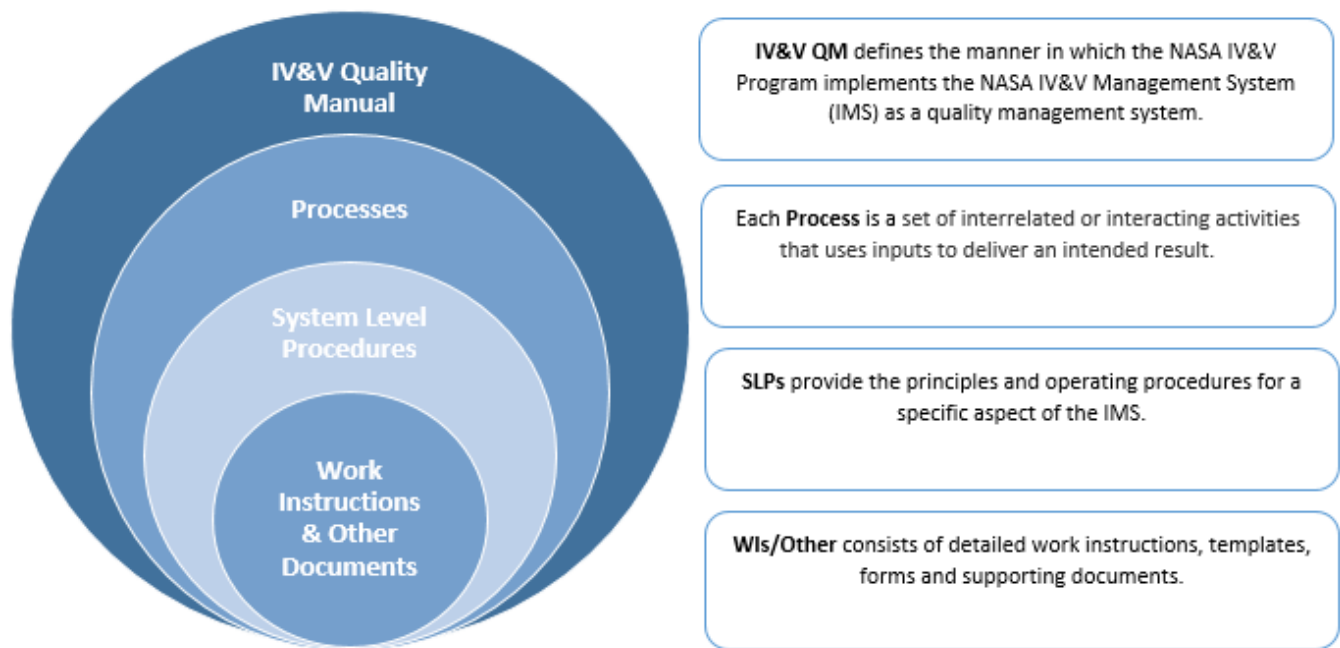 IV&V Quality
Manual
Processes
System Level
Procedures
Work
Instructions
& Other
Documents
IV&V QM defines the manner in which the NASA IV&V
Program implements the NASA IV&V Management System
(IMS) as a quality management system.
Each Process is a set of interrelated or interacting activities
that uses inputs to deliver an intended result.
SLPs provide the principles and operating procedures for a
specific aspect of the IMS.
WIs/Other consists of detailed work instructions, templates,
forms and supporting documents.